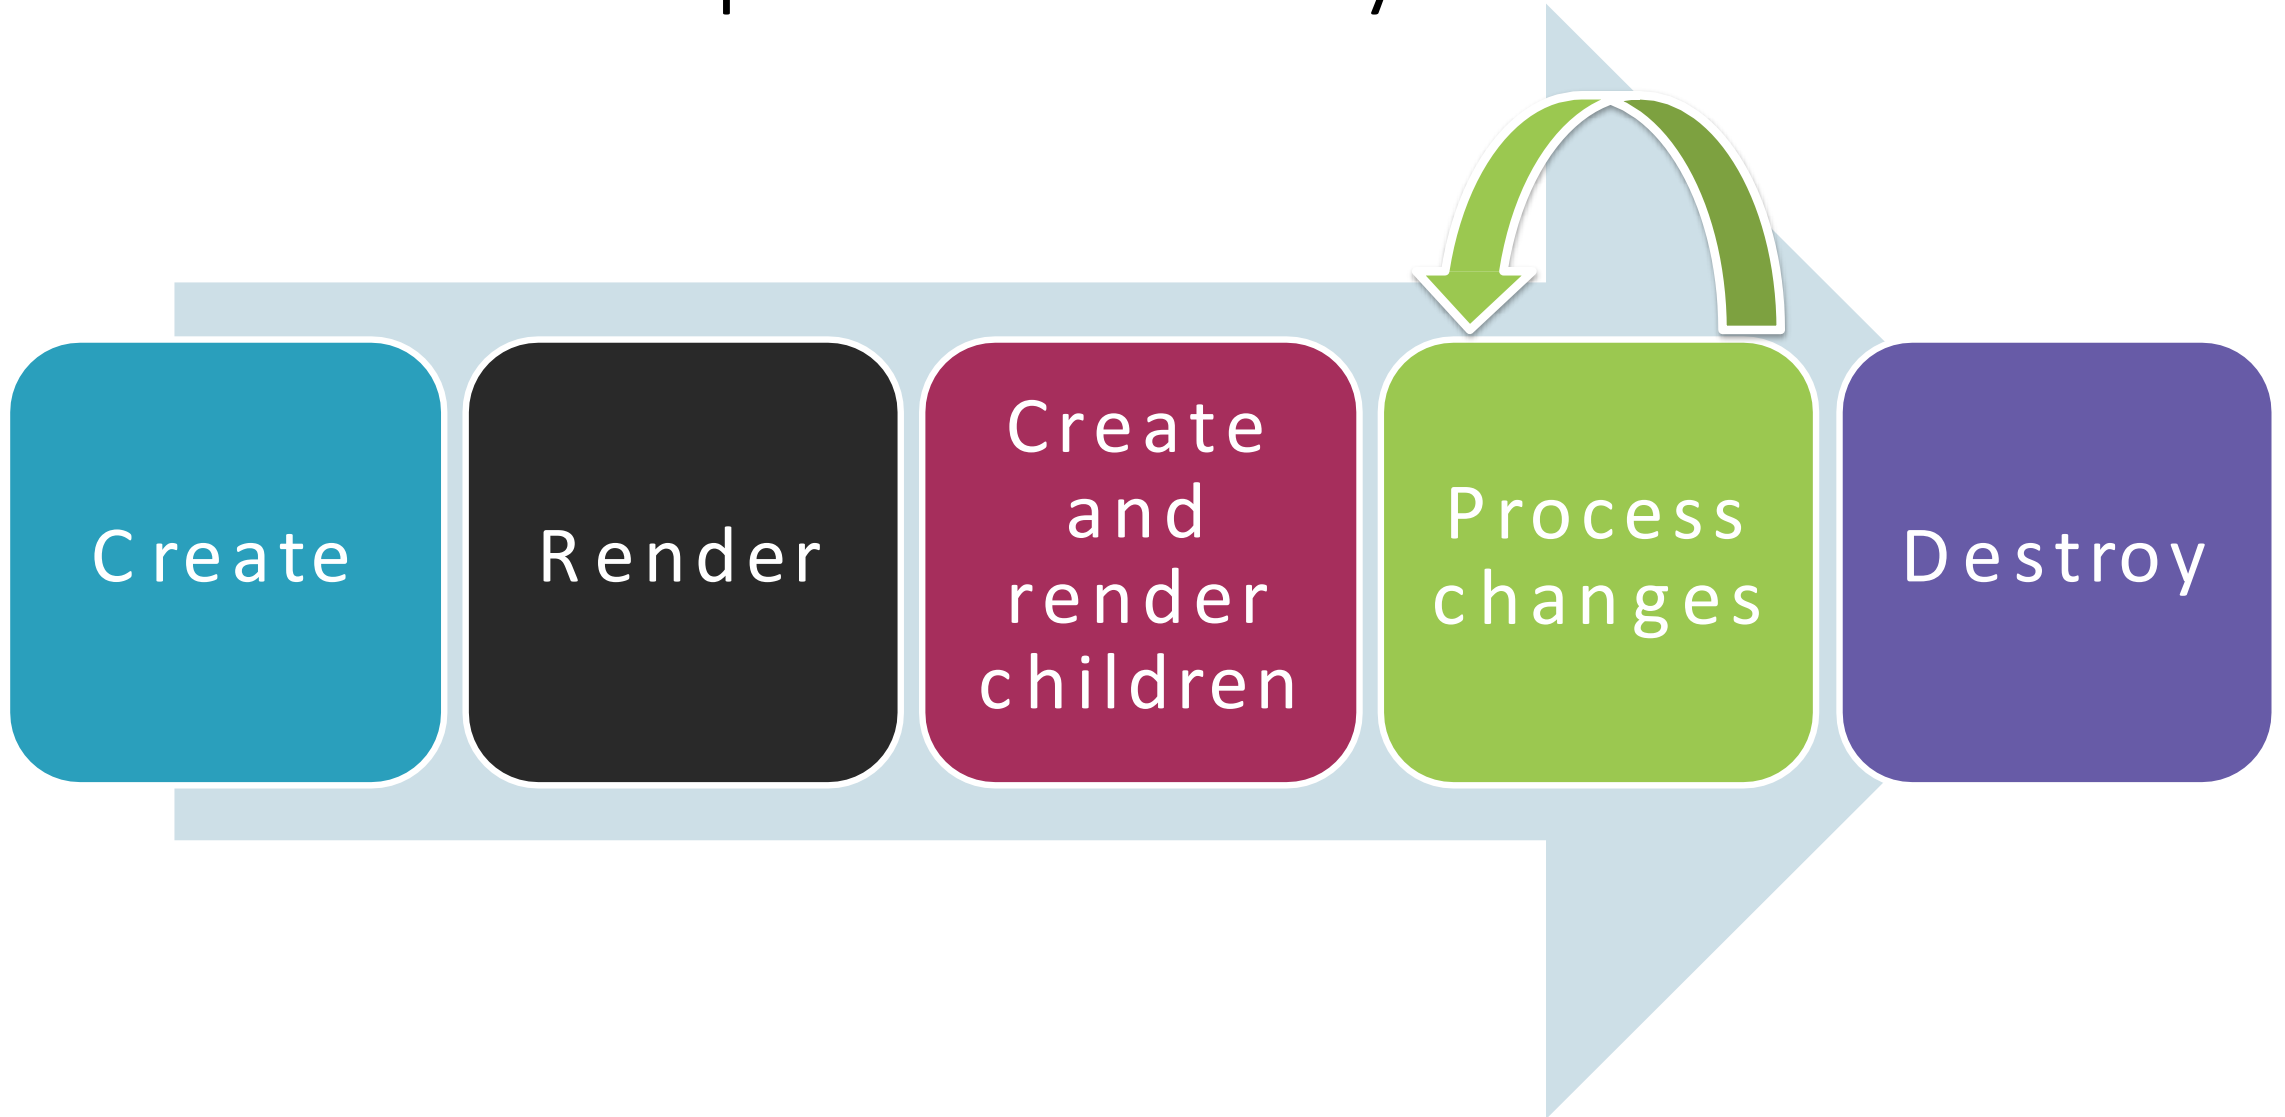 Create
Render
Create
and
render
children
Process
changes
Destroy